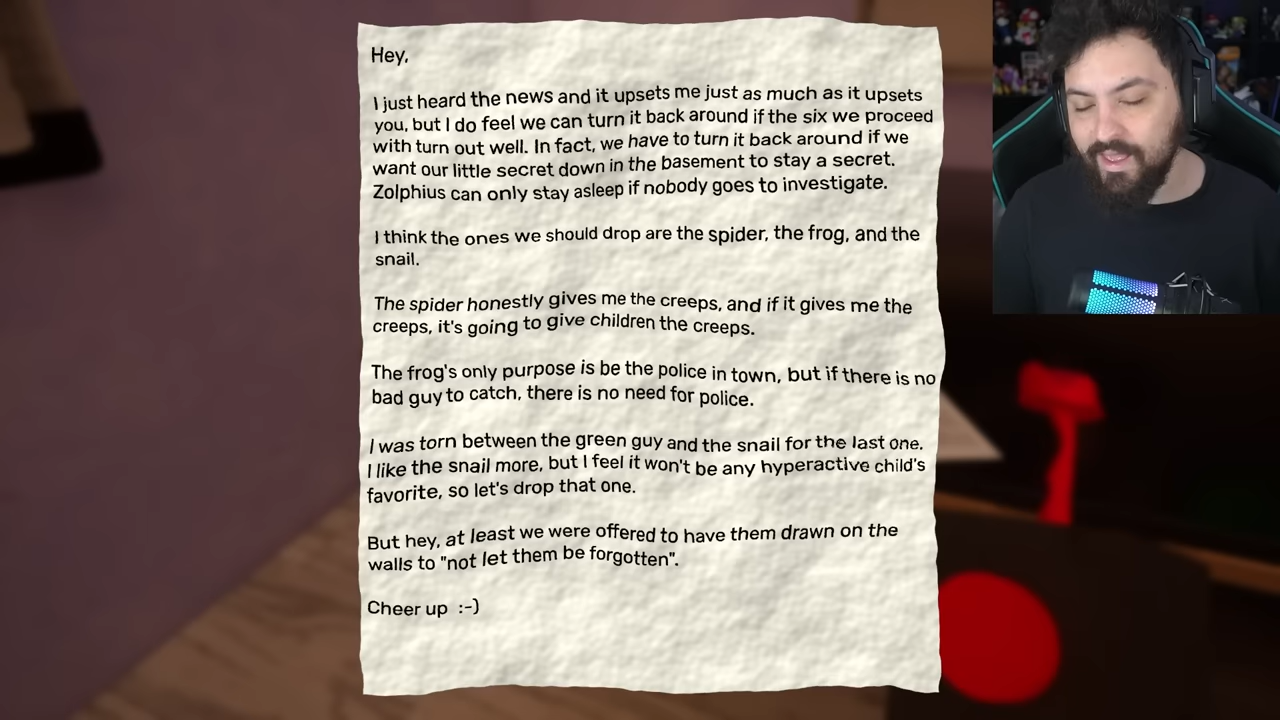 Hey,
I just heard the news and it upsets me just as much as it upsets
you, but I do feel we can turn it back around if the six we proceed
with turn out well. In fact, we have to turn it back around if we
want our little secret down in the basement to stay a secret.
Zolphius can only stay asleep if nobody goes to investigate.
I think the ones we should drop are the spider, the frog, and the
snail.
The spider honestly gives me the creeps, and if it gives me the
creeps, it's going to give children the creeps.
The frog's only purpose is be the police in town, but if there is no
bad guy to catch, there is no need for police.
I was torn between the green guy and the snail for the last one.
I like the snail more, but I feel it won't be any hyperactive child's
favorite, so let's drop that one.
But hey, at least we were offered to have them drawn on the
walls to "not let them be forgotten".
Cheer up :-)